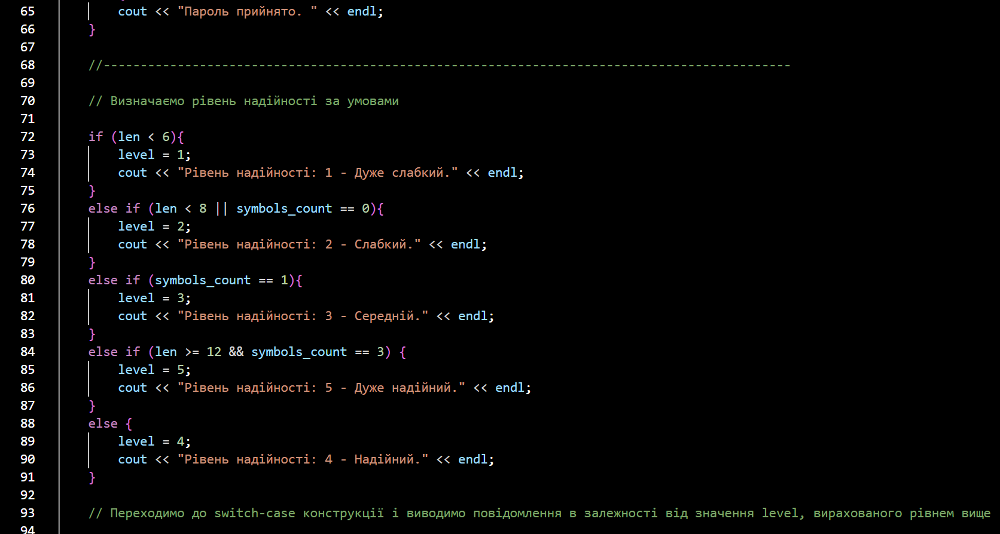 65 cout << "Пароль прийнято. " << endl;
66 }
67
68 //---------------------------------------------------------------------------------------------
69
70 // Визначаємо рівень надійності за умовами
71
72 if (len < 6){
73 level = 1;
74 cout << "Рівень надійності: 1 - Дуже слабкий." << endl;
75 }
76 else if (len < 8 || symbols_count == 0){
77 level = 2;
78 cout << "Рівень надійності: 2 - Слабкий." << endl;
79 }
80 else if (symbols_count == 1){
81 level = 3;
82 cout << "Рівень надійності: 3 - Середній." << endl;
83 }
84 else if (len >= 12 && symbols_count == 3) {
85 level = 5;
86 cout << "Рівень надійності: 5 - Дуже надійний." << endl;
87 }
88 else {
89 level = 4;
90 cout << "Рівень надійності: 4 - Надійний." << endl;
91 }
92
93 // Переходимо до switch-case конструкції і виводимо повідомлення в залежності від значення level, вирахованого рівнем вище
94